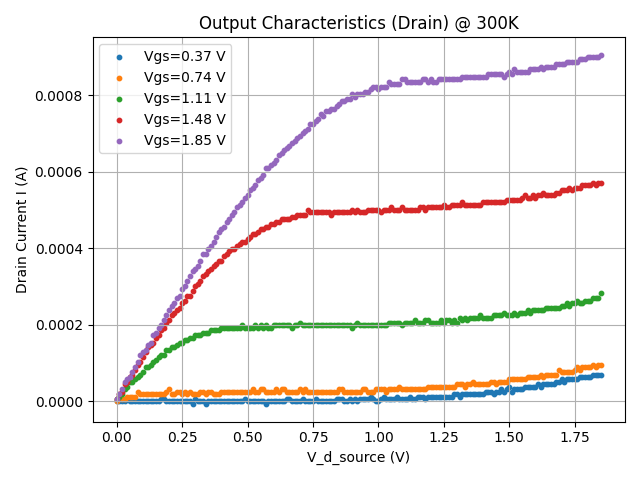 Output Characteristics (Drain) @ 300K
Vgs=0.37 V
Vgs=0.74 V
Vgs=1.11 V
Vgs=1.48 V
Vgs=1.85 V
Drain Current I (A)
0.0008
0.0006
0.0004
0.0002
0.0000
0.00 0.25 0.50 0.75 1.00 1.25 1.50 1.75
V_d_source (V)